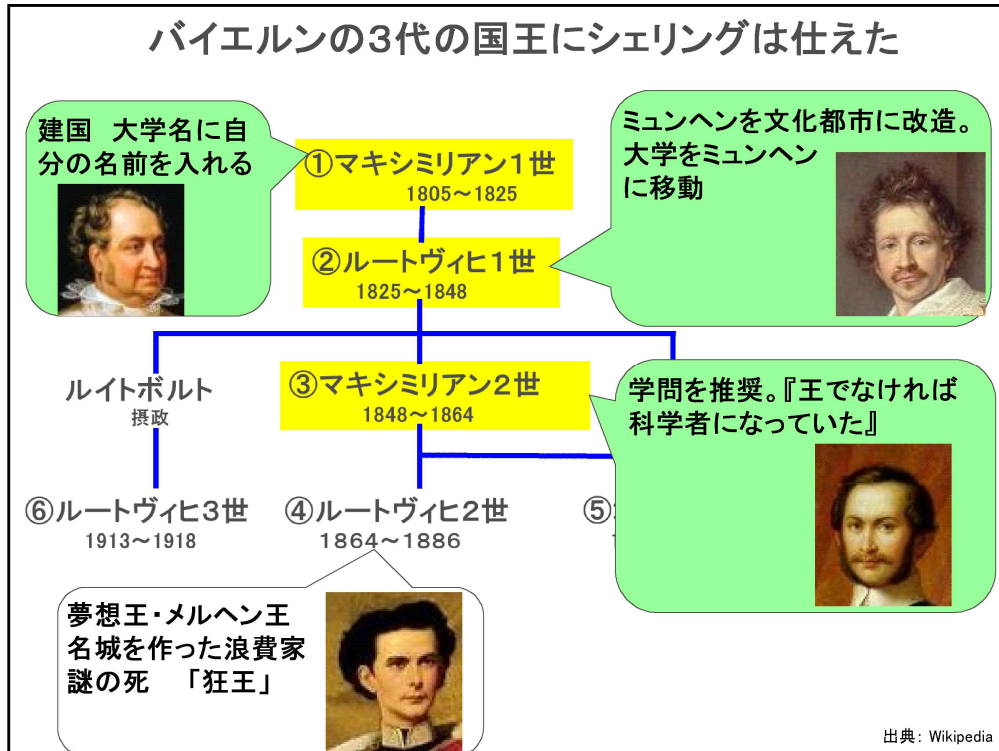 バイエルンの3代の国王にシェリングは仕えた
建国　大学名に自
分の名前を入れる
①マキシミリアン1世
1805～1825
ミュンヘンを文化都市に改造。
大学をミュンヘン
に移動
②ルートヴィヒ1世
1825～1848
ルイトボルト
摂政
③マキシミリアン2世
1848～1864
学問を推奨。『王でなければ
科学者になっていた』
⑥ルートヴィヒ3世
1913～1918
④ルートヴィヒ2世
1864～1886
⑤
夢想王・メルヘン王
名城を作った浪費家
謎の死　「狂王」
出典: Wikipedia